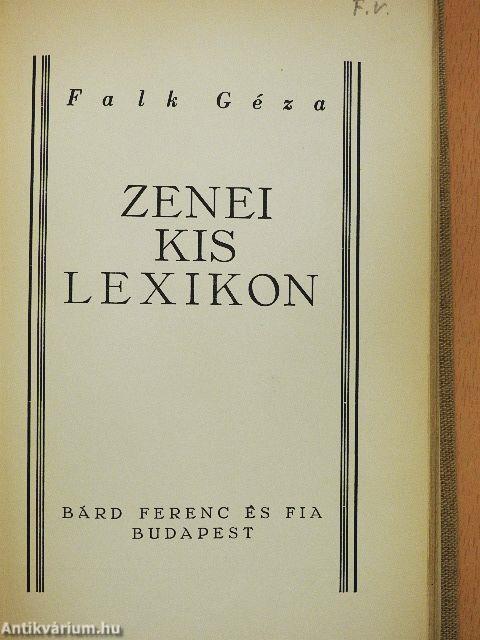 F.V.
Falk Géza
ZENEI
KIS
LEXIKON
BÁRD FERENC ÉS FIA
BUDAPEST
Antikvárium.hu